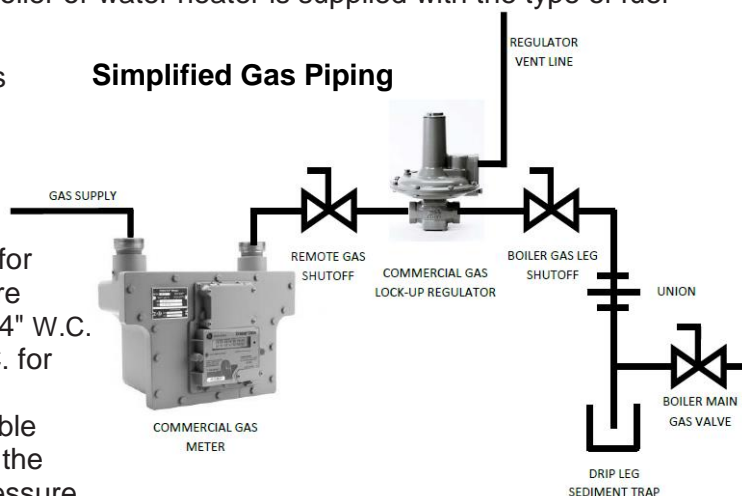 oiler or water heater is supplied with the type of fuel
s
Simplified Gas Piping
REGULATOR
VENT LINE
GAS SUPPLY
for
re
4" W.C.
. for
ble
the
essure
REMOTE GAS
SHUTOFF
COMMERCIAL GAS
LOCK-UP REGULATOR
BOILER GAS LEG
SHUTOFF
UNION
BOILER MAIN
GAS VALVE
COMMERCIAL GAS
METER
DRIP LEG
SEDIMENT TRAP